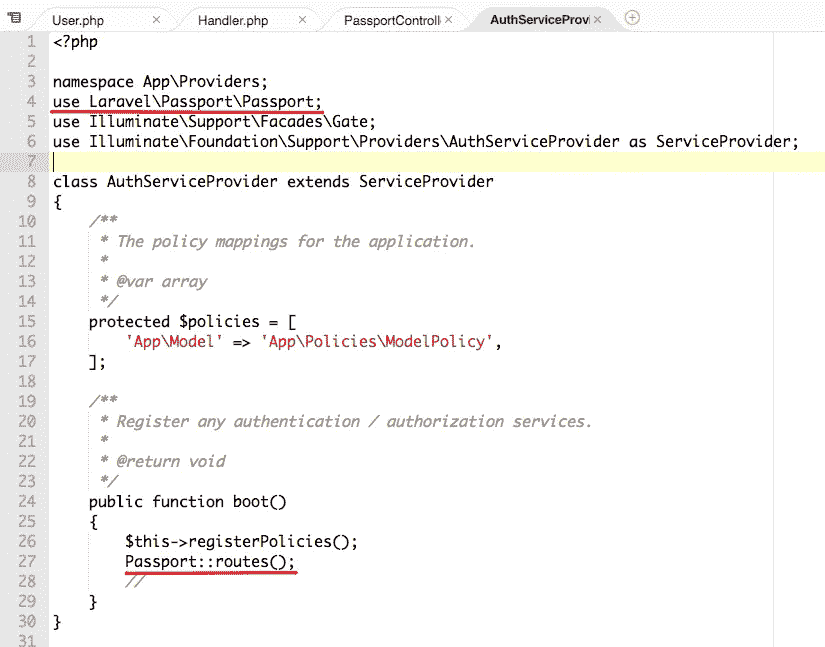 User.php × Handler.php × PassportControll × AuthServiceProvi ×
1 <?php
2
3 namespace App\Providers;
4 use Laravel\Passport\Passport;
5 use Illuminate\Support\Facades\Gate;
6 use Illuminate\Foundation\Support\Providers\AuthServiceProvider as ServiceProvider;
7
8 class AuthServiceProvider extends ServiceProvider
9 {
10 /**
11 * The policy mappings for the application.
12 *
13 * @var array
14 */
15 protected $policies = [
16 'App\Model' => 'App\Policies\ModelPolicy',
17 ];
18
19 /**
20 * Register any authentication / authorization services.
21 *
22 * @return void
23 */
24 public function boot()
25 {
26 $this->registerPolicies();
27 Passport::routes();
28 //
29 }
30 }
31